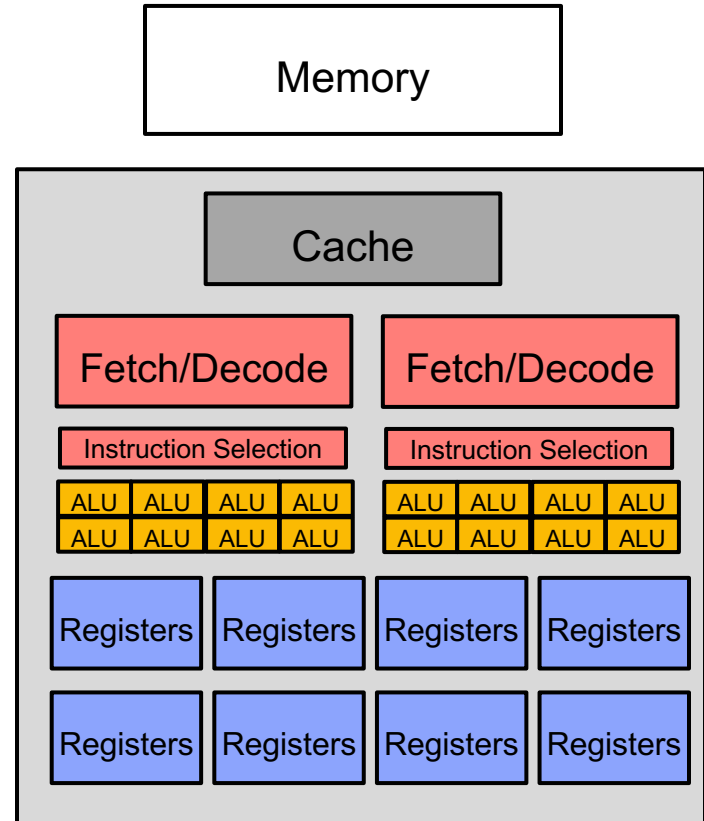 Memory
Cache
Fetch/Decode Fetch/Decode
Instruction Selection Instruction Selection
ALU ALU ALU ALU ALU ALU ALU ALU
ALU ALU ALU ALU ALU ALU ALU ALU
Registers Registers Registers Registers
Registers Registers Registers Registers